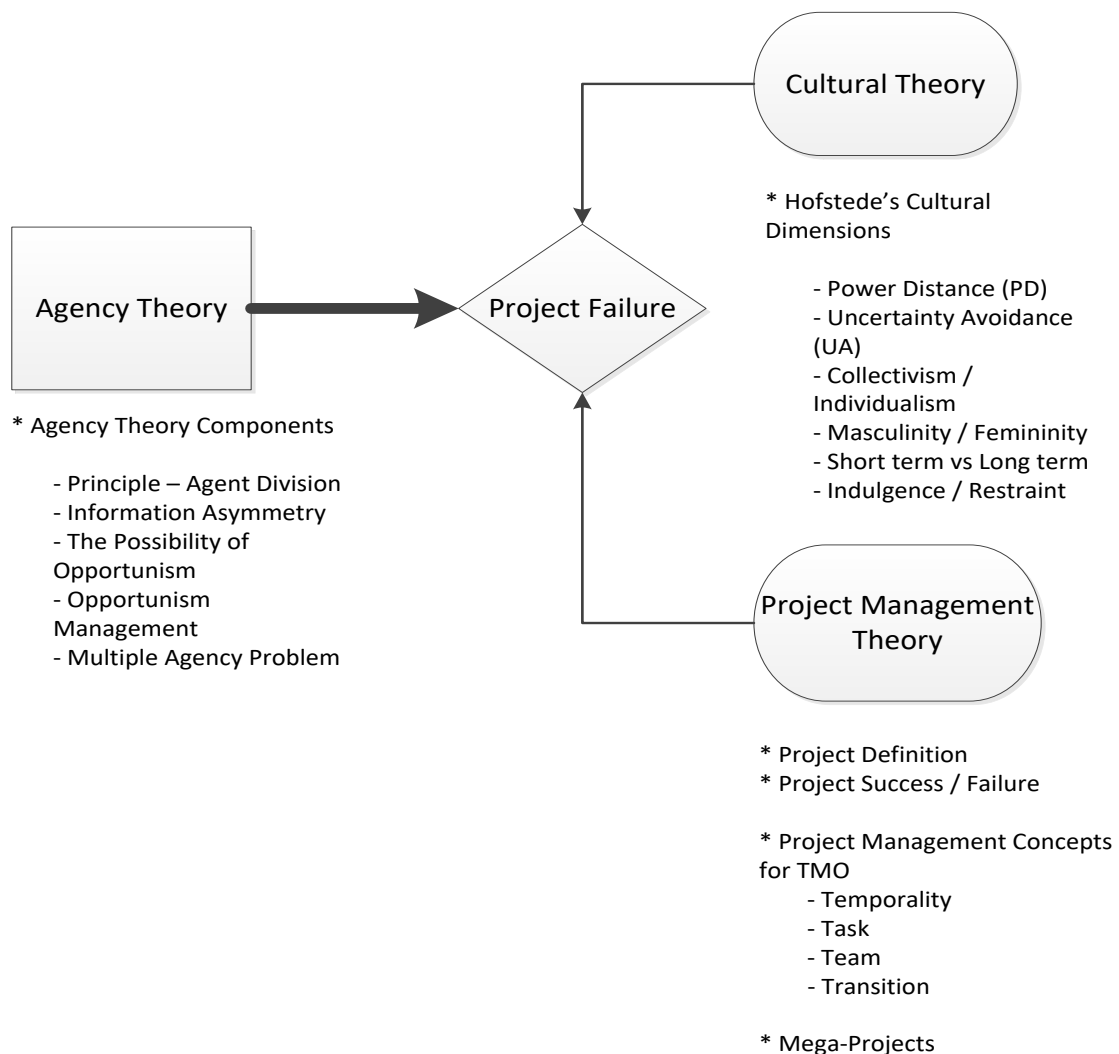 Cultural Theory
* Hofstede’s Cultural
Dimensions
- Power Distance (PD)
- Uncertainty Avoidance
(UA)
- Collectivism /
Individualism
- Masculinity / Femininity
- Short term vs Long term
- Indulgence / Restraint
Agency Theory
Project Failure
* Agency Theory Components
- Principle – Agent Division
- Information Asymmetry
- The Possibility of
Opportunism
- Opportunism
Management
- Multiple Agency Problem
Project Management
Theory
* Project Definition
* Project Success / Failure
* Project Management Concepts
for TMO
- Temporality
- Task
- Team
- Transition
* Mega-Projects